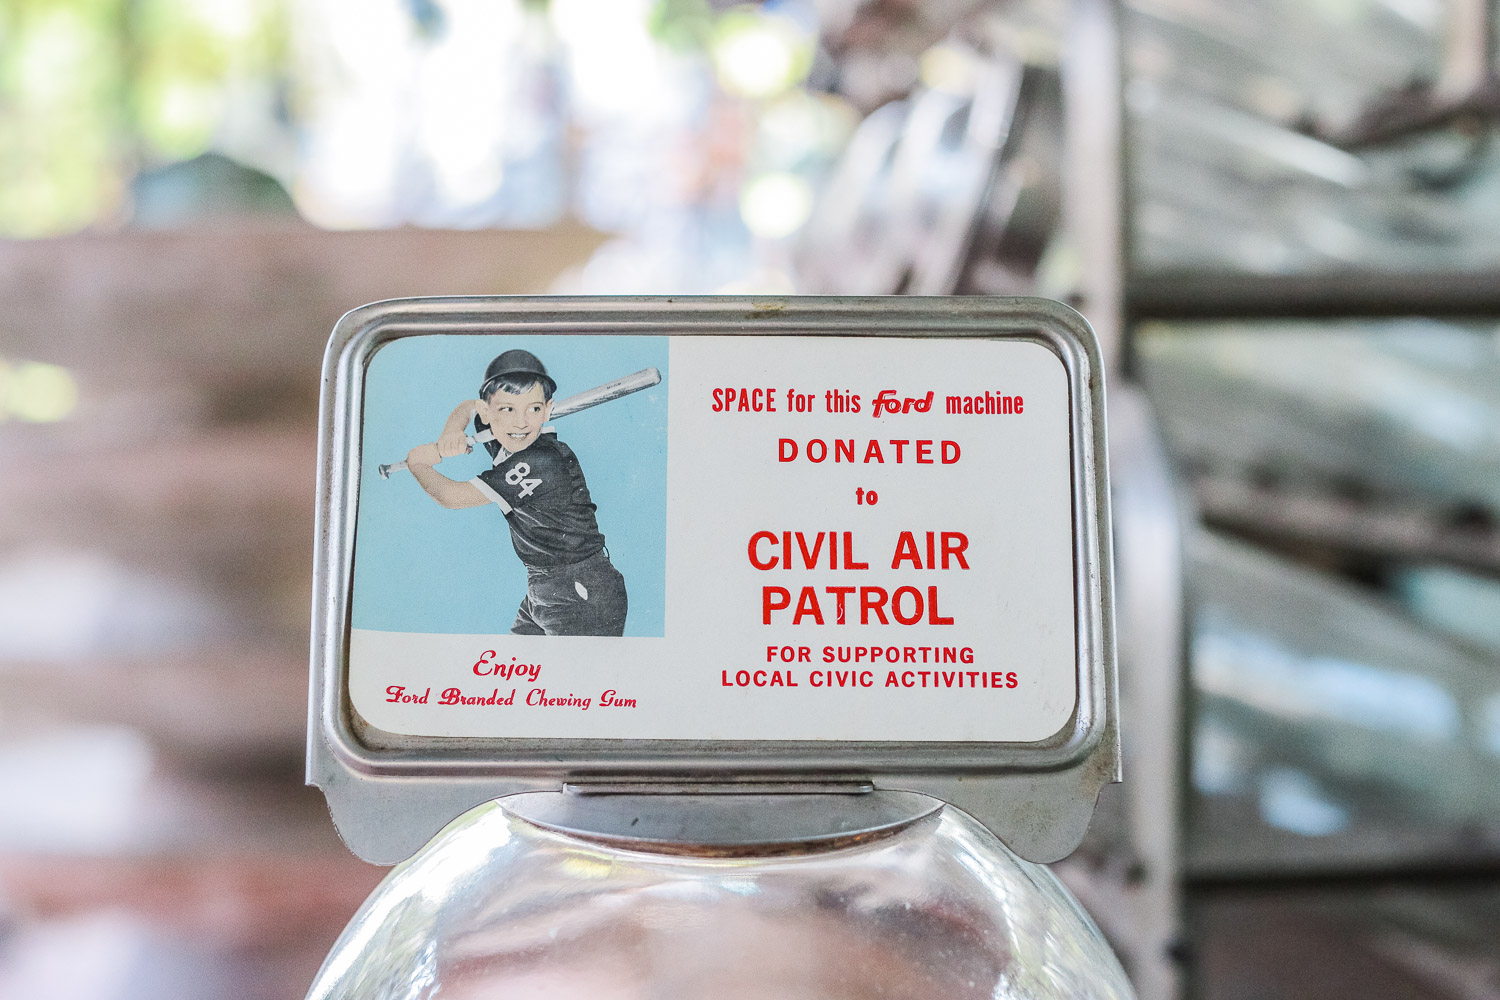 SPACE for this Ford machine
DONATED
to
CIVIL AIR
PATROL
FOR SUPPORTING
LOCAL CIVIC ACTIVITIES
84
Enjoy
Ford Branded Chewing Gum